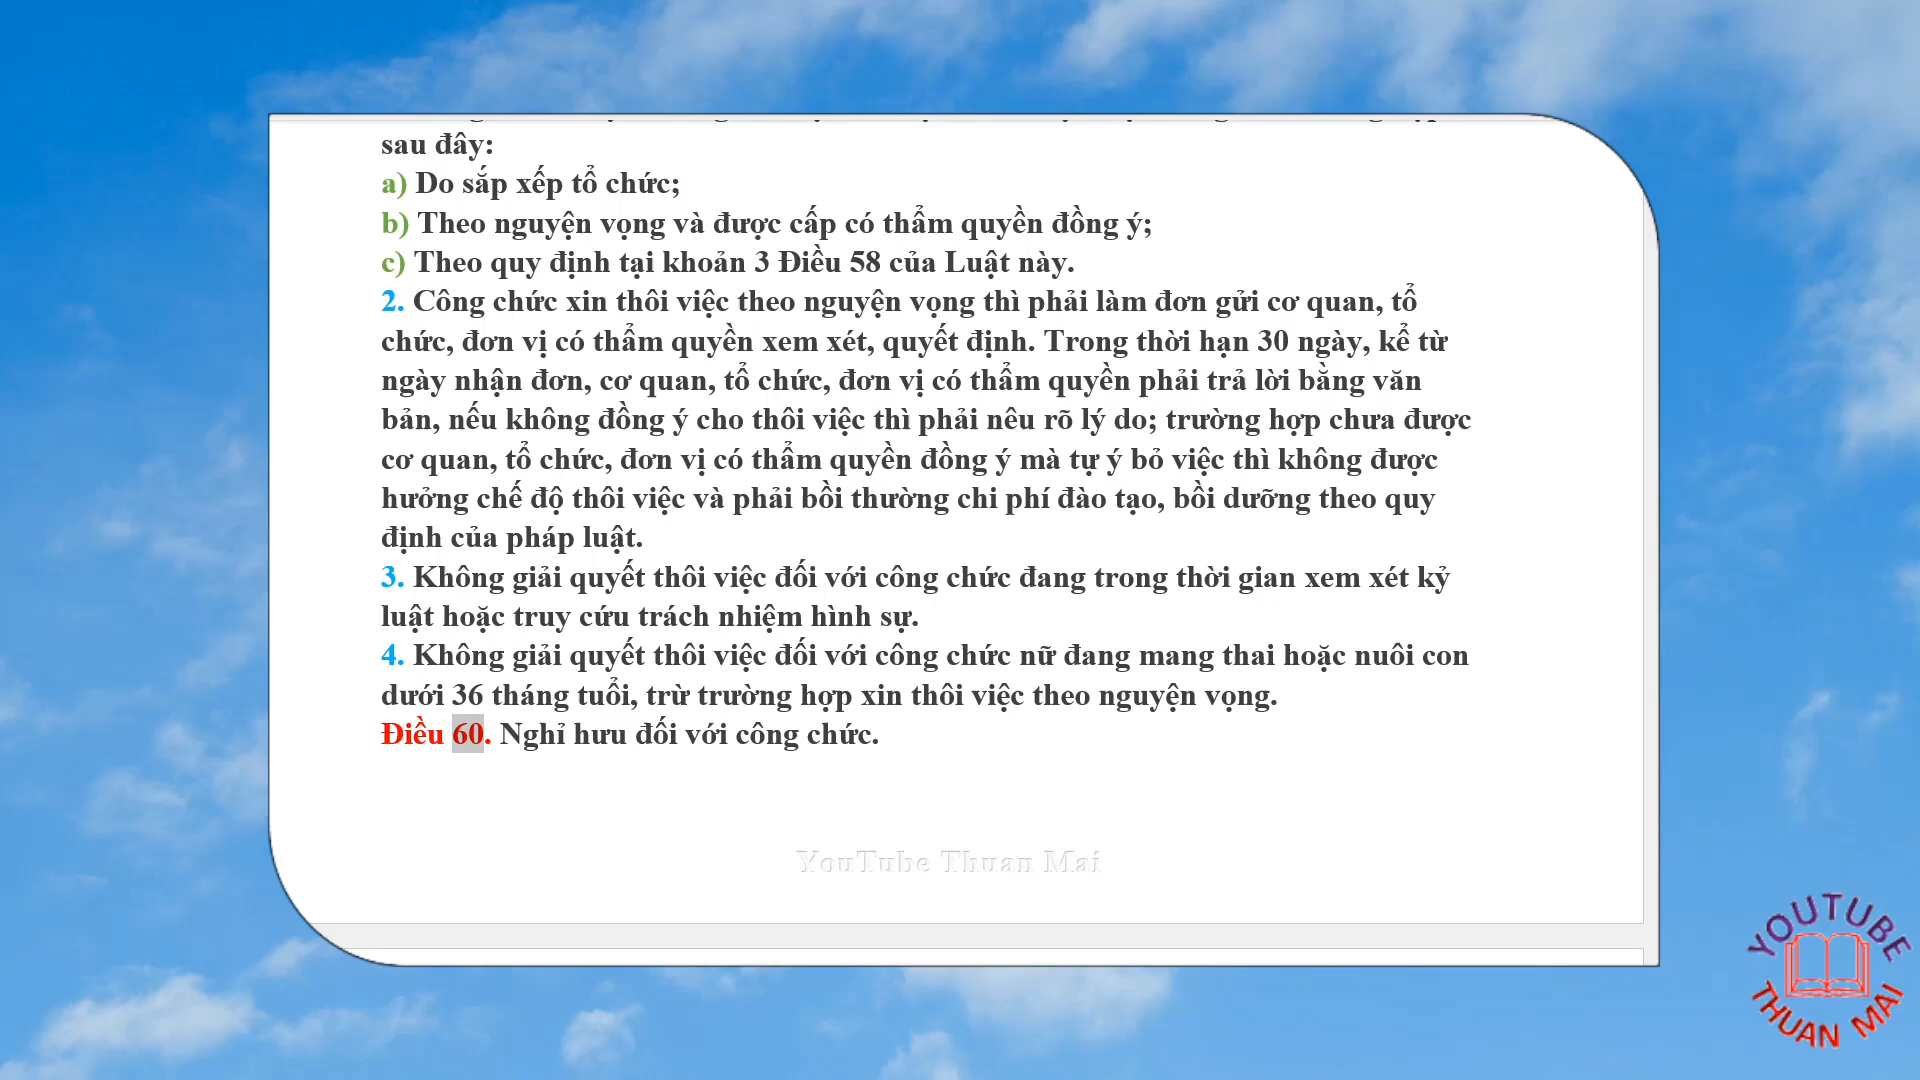 sau đây:
a) Do sắp xếp tổ chức;
b) Theo nguyện vọng và được cấp có thẩm quyền đồng ý;
c) Theo quy định tại khoản 3 Điều 58 của Luật này.
2. Công chức xin thôi việc theo nguyện vọng thì phải làm đơn gửi cơ quan, tổ
chức, đơn vị có thẩm quyền xem xét, quyết định. Trong thời hạn 30 ngày, kể từ
ngày nhận đơn, cơ quan, tổ chức, đơn vị có thẩm quyền phải trả lời bằng văn
bản, nếu không đồng ý cho thôi việc thì phải nêu rõ lý do; trường hợp chưa được
cơ quan, tổ chức, đơn vị có thẩm quyền đồng ý mà tự ý bỏ việc thì không được
hưởng chế độ thôi việc và phải bồi thường chi phí đào tạo, bồi dưỡng theo quy
định của pháp luật.
3. Không giải quyết thôi việc đối với công chức đang trong thời gian xem xét kỷ
luật hoặc truy cứu trách nhiệm hình sự.
4. Không giải quyết thôi việc đối với công chức nữ đang mang thai hoặc nuôi con
dưới 36 tháng tuổi, trừ trường hợp xin thôi việc theo nguyện vọng.
Điều 60. Nghỉ hưu đối với công chức.
YouTube Thuan Mai
YOUTUBE
THUAN MAI